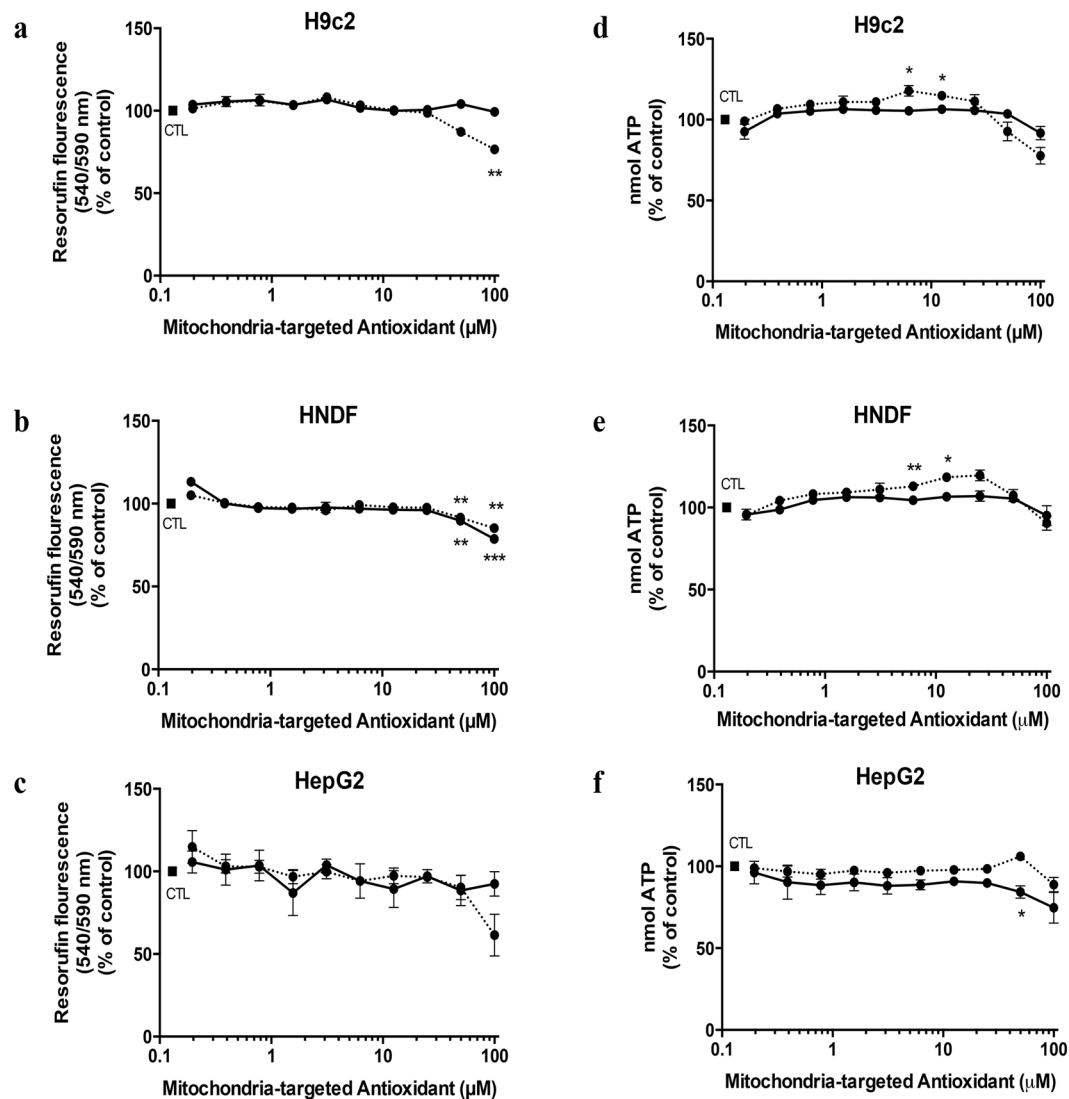 a
H9c2
Resorufin flourescence
(540/590 nm)
(% of control)
150
100
50
0
CTL
**
0.1
1
10
100
Mitochondria-targeted Antioxidant (µM)
d
H9c2
nmol ATP
(% of control)
150
100
50
0
CTL
*
*
0.1
1
10
100
Mitochondria-targeted Antioxidant (µM)
b
HNDF
Resorufin flourescence
(540/590 nm)
(% of control)
150
100
50
0
CTL
**
**
**
***
0.1
1
10
100
Mitochondria-targeted Antioxidant (µM)
e
HNDF
nmol ATP
(% of control)
150
100
50
0
CTL
**
*
0.1
1
10
100
Mitochondria-targeted Antioxidant (µM)
c
HepG2
Resorufin flourescence
(540/590 nm)
(% of control)
150
100
50
0
CTL
0.1
1
10
100
Mitochondria-targeted Antioxidant (µM)
f
HepG2
nmol ATP
(% of control)
150
100
50
0
CTL
*
0.1
1
10
100
Mitochondria-targeted Antioxidant (µM)